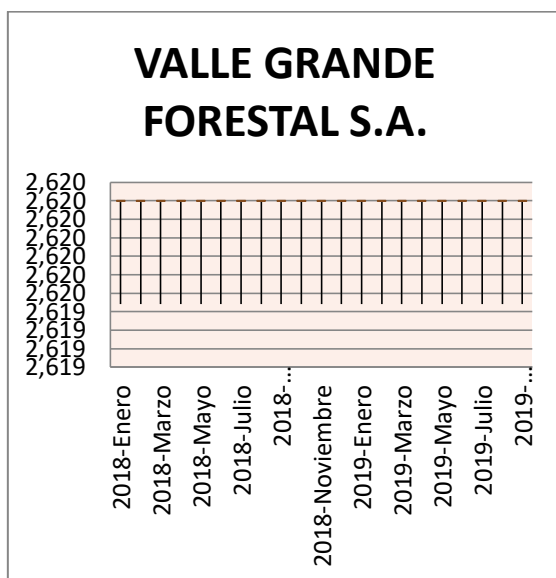 VALLE GRANDE
FORESTAL S.A.
2,620
2,620
2,620
2,620
2,620
2,620
2,620
2,619
2,619
2,619
2,619
2018-Enero
2018-Marzo
2018-Mayo
2018-Julio
2018-...
2018-Noviembre
2019-Enero
2019-Marzo
2019-Mayo
2019-Julio
2019-...